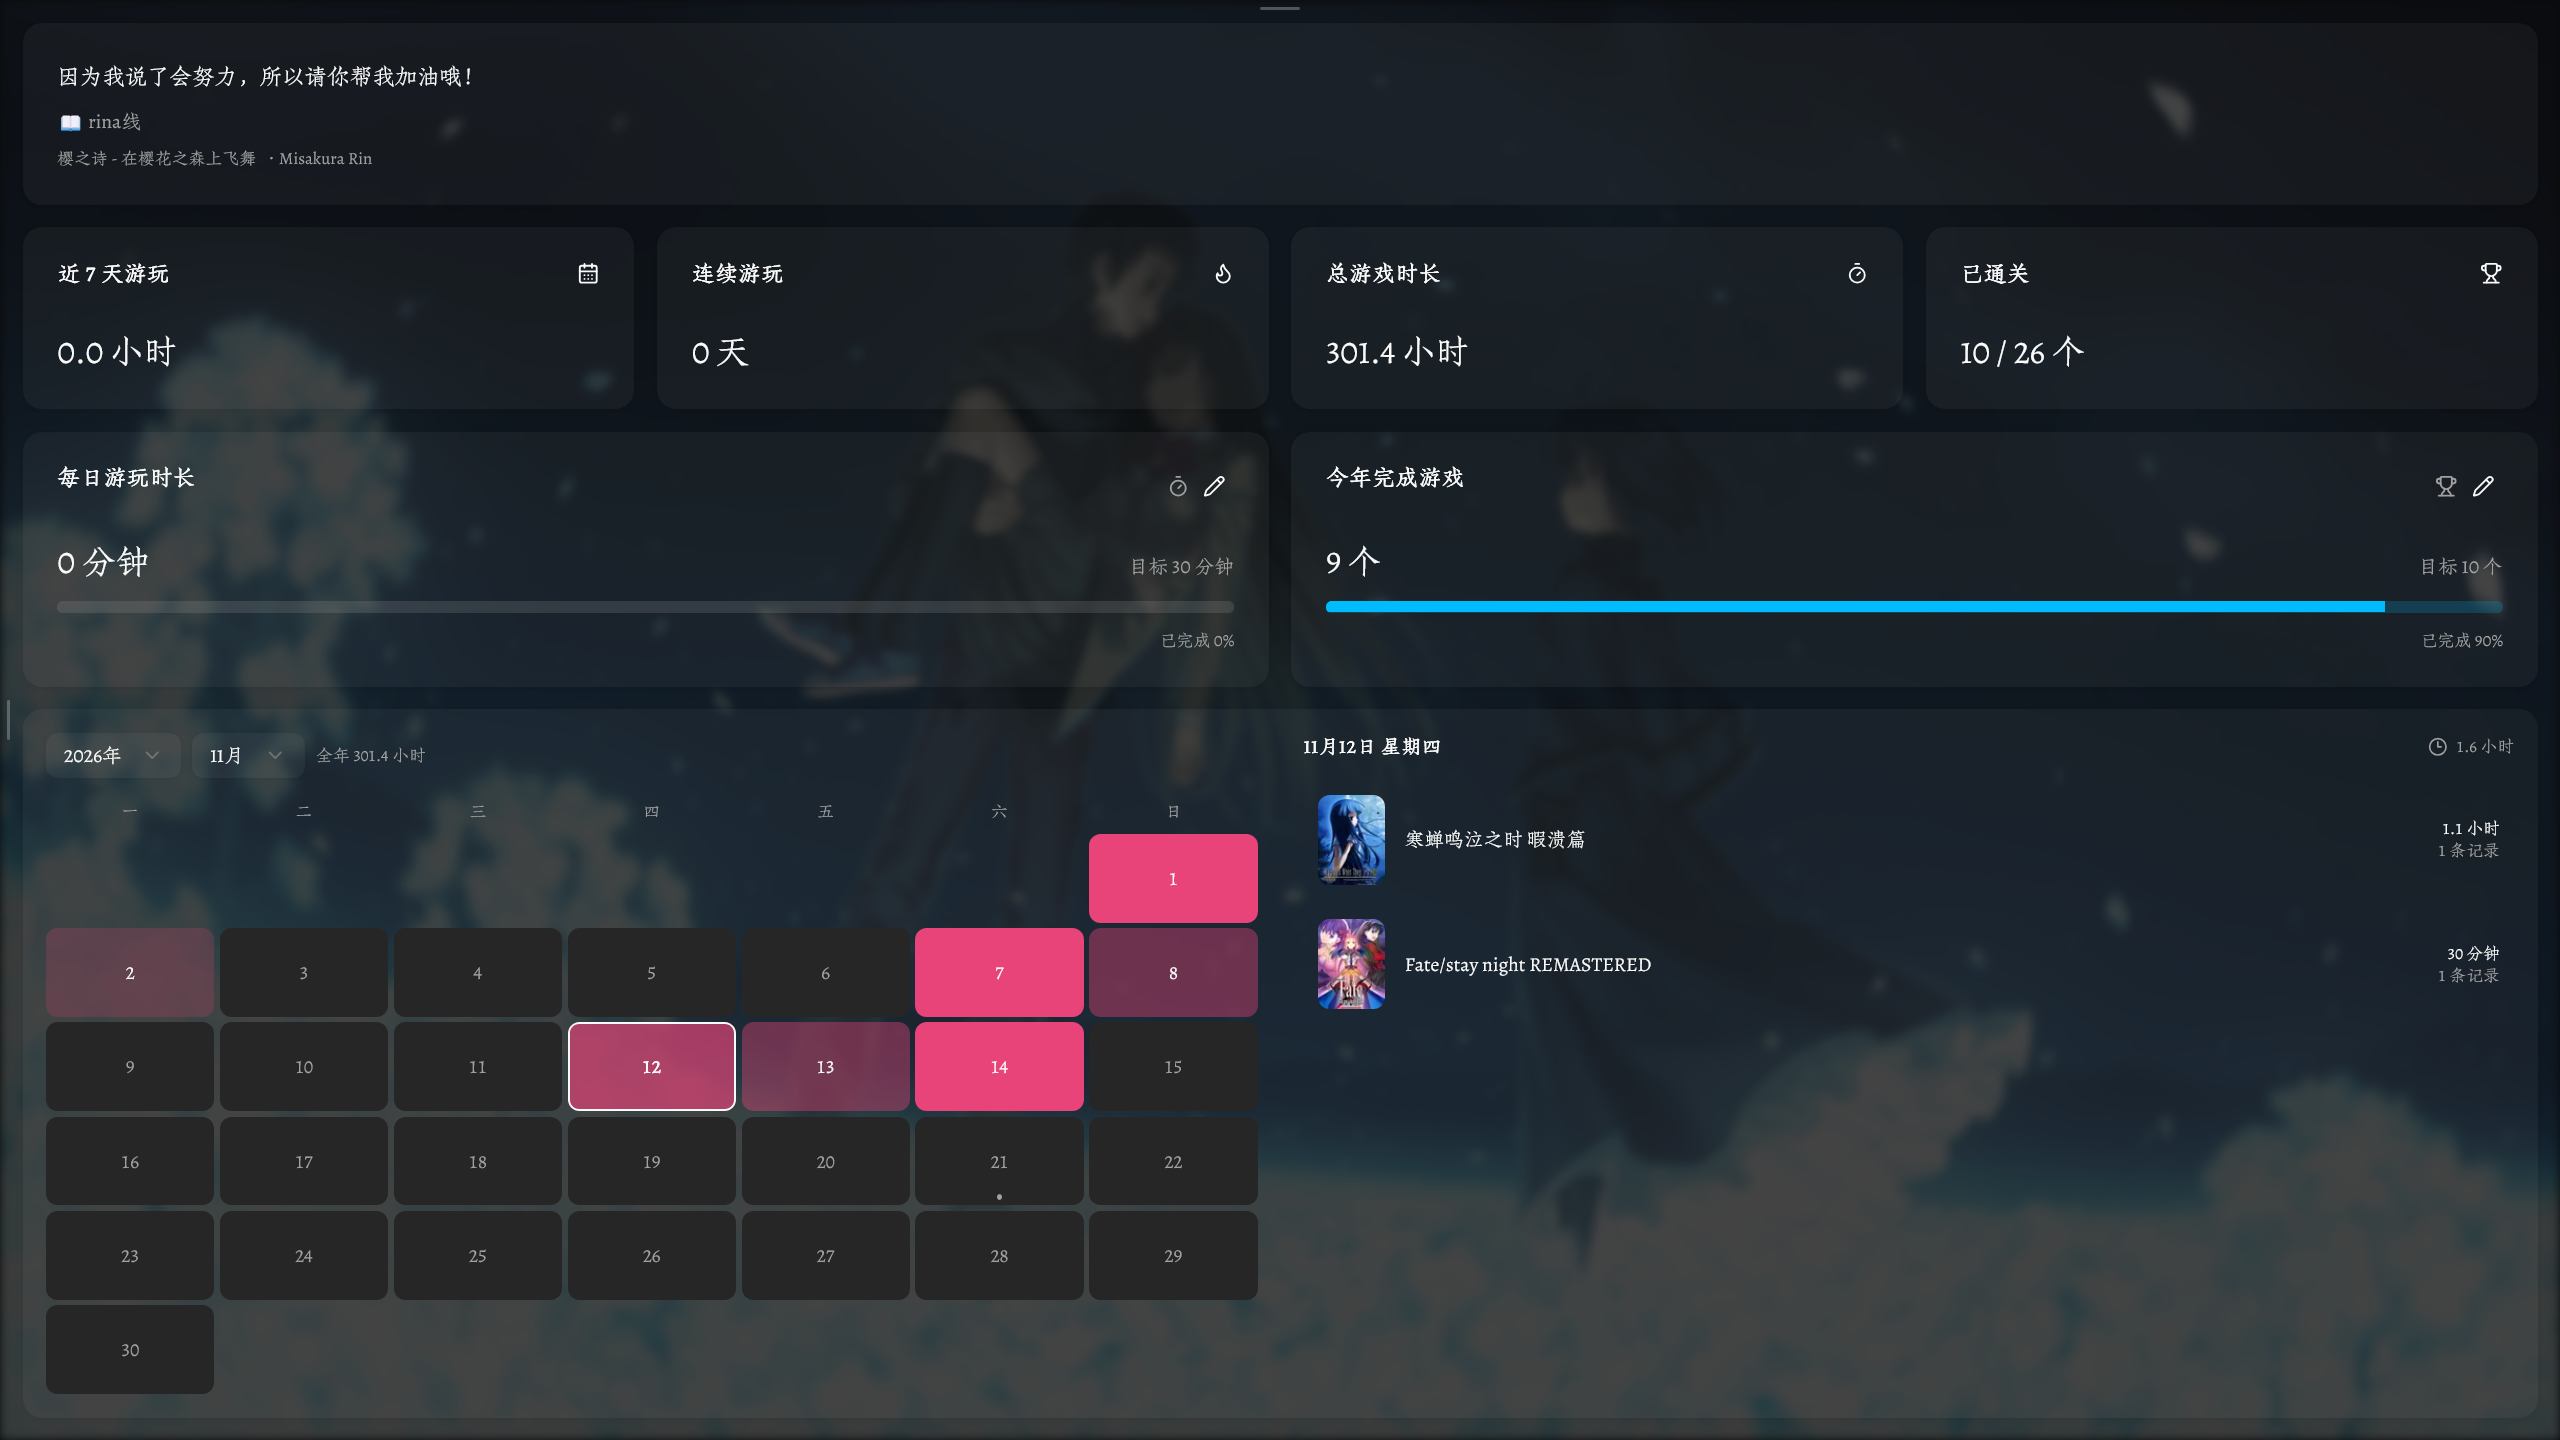 因为我说了会努力，所以请你帮我加油哦！
📖 rina线
樱之诗 - 在樱花之森上飞舞 · Misakura Rin
近 7 天游玩
0.0 小时
连续游玩
0 天
总游戏时长
301.4 小时
已通关
10 / 26 个
每日游玩时长
0 分钟
目标 30 分钟
已完成 0%
今年完成游戏
9 个
目标 10 个
已完成 90%
2026年 11月 全年 301.4 小时
一 二 三 四 五 六 日
1
2 3 4 5 6 7 8
9 10 11 12 13 14 15
16 17 18 19 20 21 22
23 24 25 26 27 28 29
30
11月12日 星期四
1.6 小时
寒蝉鸣泣之时 暇溃篇
1.1 小时
1 条记录
Fate/stay night REMASTERED
30 分钟
1 条记录